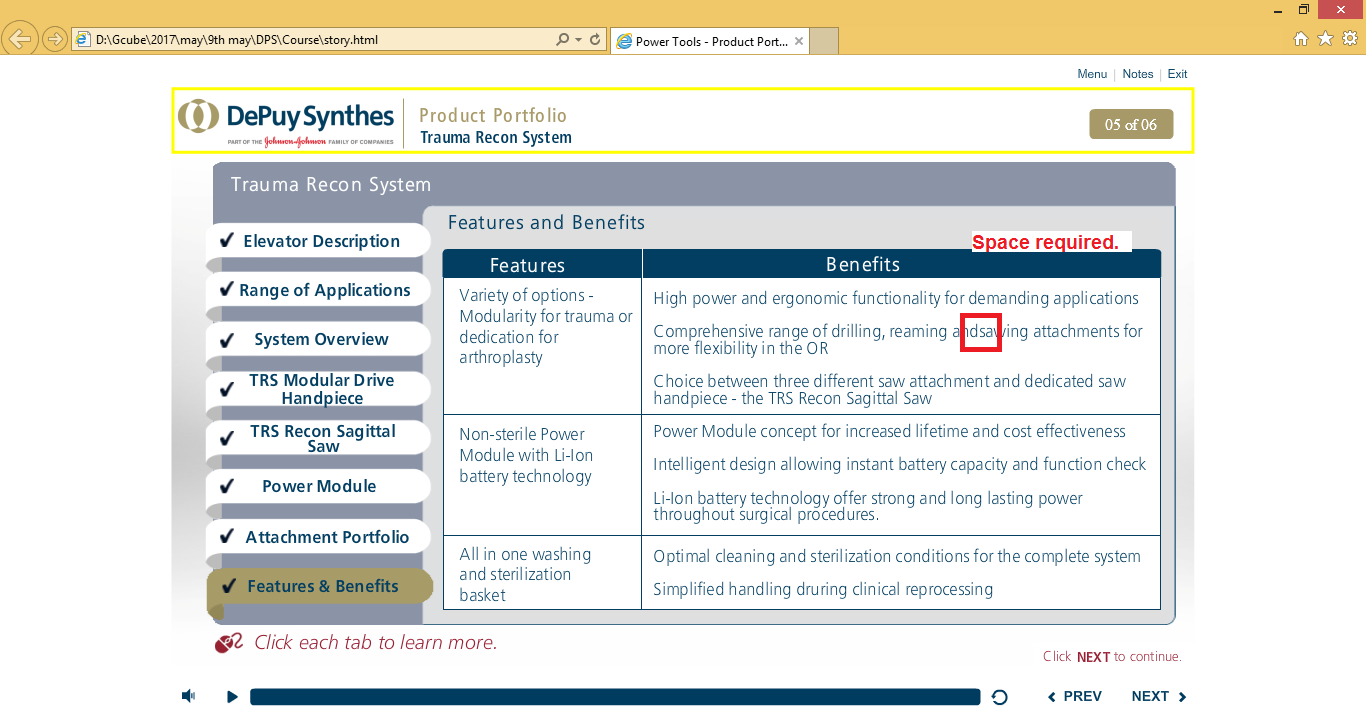 D:\Gcube\2017\may\9th may\DPS\Course\story.html
Power Tools - Product Port...
Menu | Notes | Exit
DePuy Synthes
PART OF THE Johnson & Johnson FAMILY OF COMPANIES
Product Portfolio
Trauma Recon System
05 of 06
Trauma Recon System
Elevator Description
Range of Applications
System Overview
TRS Modular Drive
Handpiece
TRS Recon Sagittal
Saw
Power Module
Attachment Portfolio
Features & Benefits
Features and Benefits
Space required.
Features
Benefits
Variety of options -
Modularity for trauma or
dedication for
arthroplasty
High power and ergonomic functionality for demanding applications
Comprehensive range of drilling, reaming andsawing attachments for
more flexibility in the OR
Choice between three different saw attachment and dedicated saw
handpiece - the TRS Recon Sagittal Saw
Non-sterile Power
Module with Li-Ion
battery technology
Power Module concept for increased lifetime and cost effectiveness
Intelligent design allowing instant battery capacity and function check
Li-Ion battery technology offer strong and long lasting power
throughout surgical procedures.
All in one washing
and sterilization
basket
Optimal cleaning and sterilization conditions for the complete system
Simplified handling druring clinical reprocessing
Click each tab to learn more.
Click NEXT to continue.
PREV
NEXT